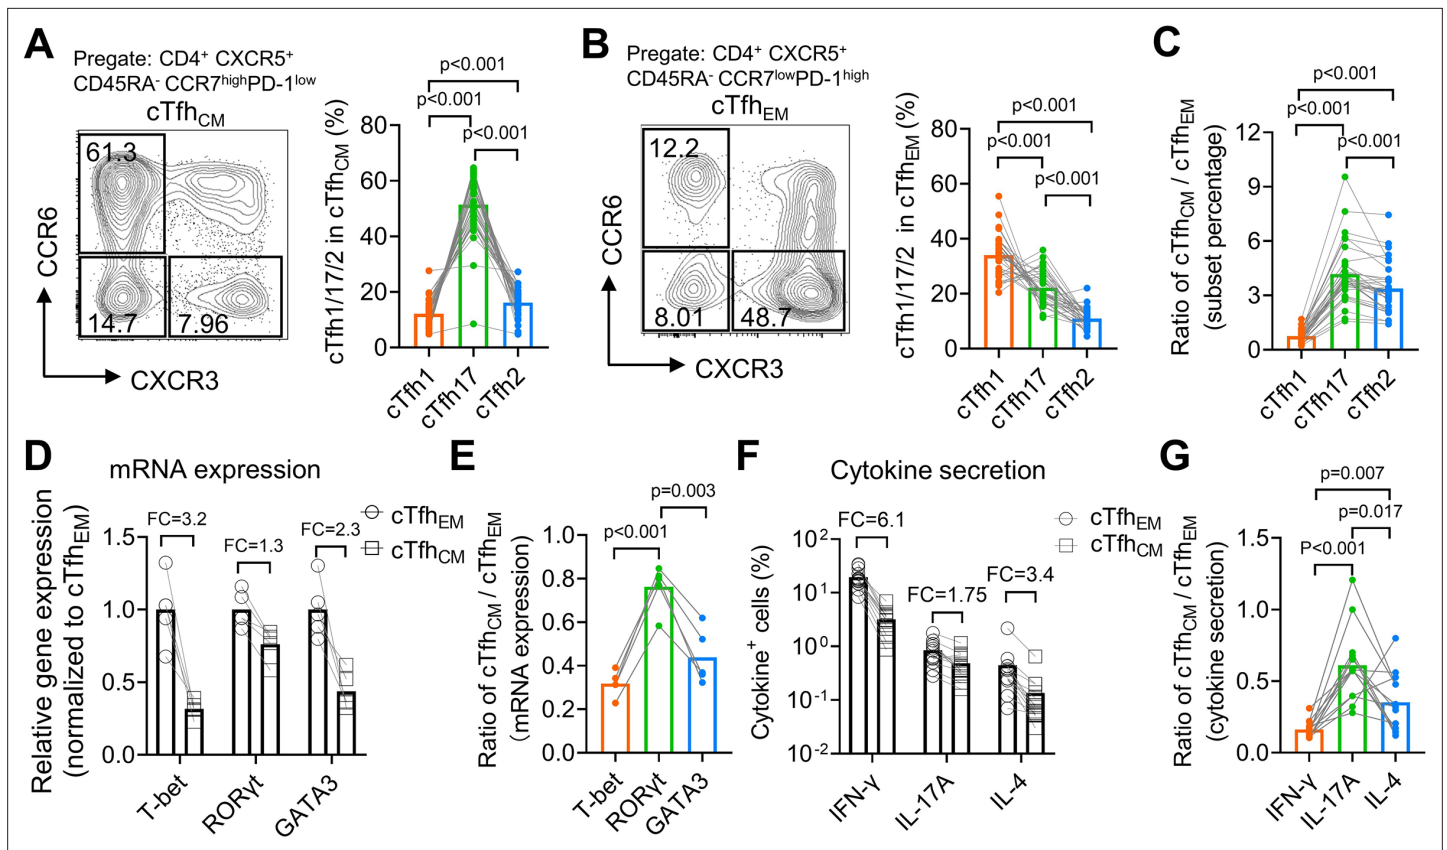 A
Pregate: CD4+ CXCR5+
CD45RA- CCR7highPD-1low
cTfhCM
61.3
14.7
7.96
CCR6
CXCR3
cTfh1/17/2 in cTfhCM (%)
p<0.001
p<0.001
p<0.001
80
60
40
20
0
cTfh1
cTfh17
cTfh2
B
Pregate: CD4+ CXCR5+
CD45RA- CCR7lowPD-1high
cTfhEM
12.2
8.01
48.7
CCR6
CXCR3
cTfh1/17/2 in cTfhEM (%)
p<0.001
p<0.001
p<0.001
80
60
40
20
0
cTfh1
cTfh17
cTfh2
C
Ratio of cTfhCM / cTfhEM
(subset percentage)
p<0.001
p<0.001
p<0.001
12
9
6
3
0
cTfh1
cTfh17
cTfh2
D
mRNA expression
Relative gene expression
(normalized to cTfhEM)
FC=3.2
FC=1.3
FC=2.3
cTfhEM
cTfhCM
1.5
1.0
0.5
0.0
T-bet
RORγt
GATA3
E
Ratio of cTfhCM / cTfhEM
(mRNA expression)
p=0.003
p<0.001
1.0
0.8
0.6
0.4
0.2
0.0
T-bet
RORγt
GATA3
F
Cytokine secretion
Cytokine+ cells (%)
FC=6.1
FC=1.75
FC=3.4
cTfhEM
cTfhCM
10^2
10^1
10^0
10^-1
10^-2
IFN-γ
IL-17A
IL-4
G
Ratio of cTfhCM / cTfhEM
(cytokine secretion)
p=0.007
p=0.017
P<0.001
1.5
1.0
0.5
0.0
IFN-γ
IL-17A
IL-4